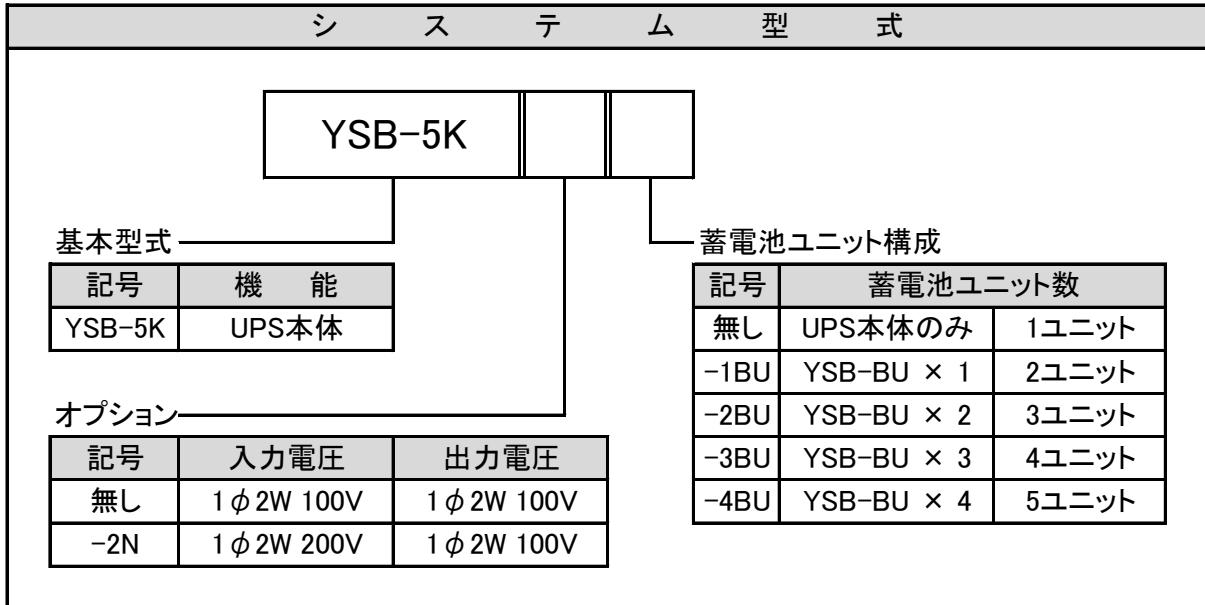 システム型式
YSB-5K
基本型式
記号 機能
YSB-5K UPS本体
オプション
記号 入力電圧 出力電圧
無し 1φ2W 100V 1φ2W 100V
-2N 1φ2W 200V 1φ2W 100V
蓄電池ユニット構成
記号 蓄電池ユニット数
無し UPS本体のみ 1ユニット
-1BU YSB-BU × 1 2ユニット
-2BU YSB-BU × 2 3ユニット
-3BU YSB-BU × 3 4ユニット
-4BU YSB-BU × 4 5ユニット